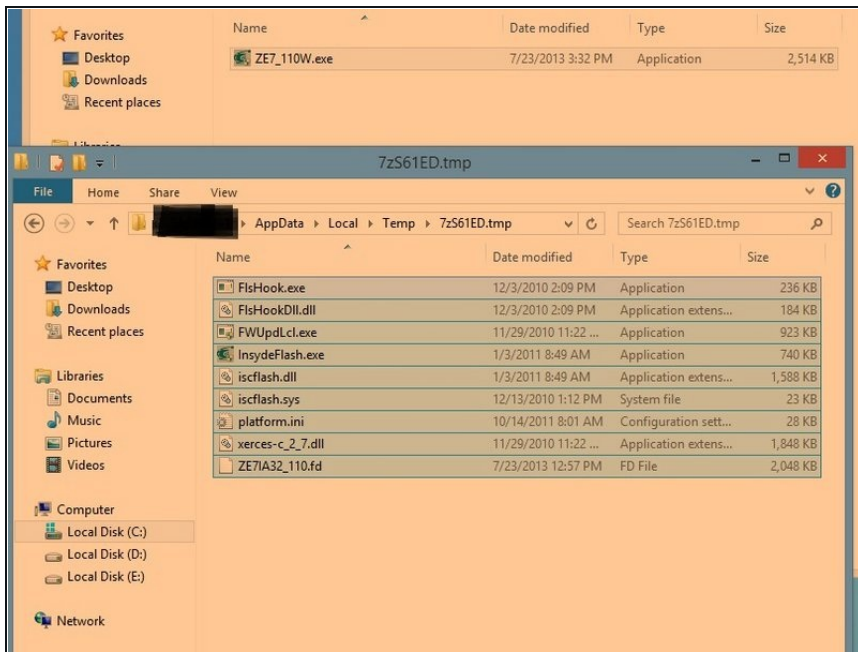 Favorites
Desktop
Downloads
Recent places
Libraries
Name Date modified Type Size
ZE7_110W.exe 7/23/2013 3:32 PM Application 2,514 KB
7zS61ED.tmp
File Home Share View
AppData Local Temp 7zS61ED.tmp Search 7zS61ED.tmp
Favorites
Desktop
Downloads
Recent places
Libraries
Documents
Music
Pictures
Videos
Computer
Local Disk (C:)
Local Disk (D:)
Local Disk (E:)
Network
Name Date modified Type Size
FlsHook.exe 12/3/2010 2:09 PM Application 236 KB
FlsHookDll.dll 12/3/2010 2:09 PM Application extens... 184 KB
FWUpdLcl.exe 11/29/2010 11:22 ... Application 923 KB
InsydeFlash.exe 1/3/2011 8:49 AM Application 740 KB
iscflash.dll 1/3/2011 8:49 AM Application extens... 1,588 KB
iscflash.sys 12/13/2010 1:12 PM System file 23 KB
platform.ini 10/14/2011 8:01 AM Configuration sett... 28 KB
xerces-c_2_7.dll 11/29/2010 11:22 ... Application extens... 1,848 KB
ZE7IA32_110.fd 7/23/2013 12:57 PM FD File 2,048 KB